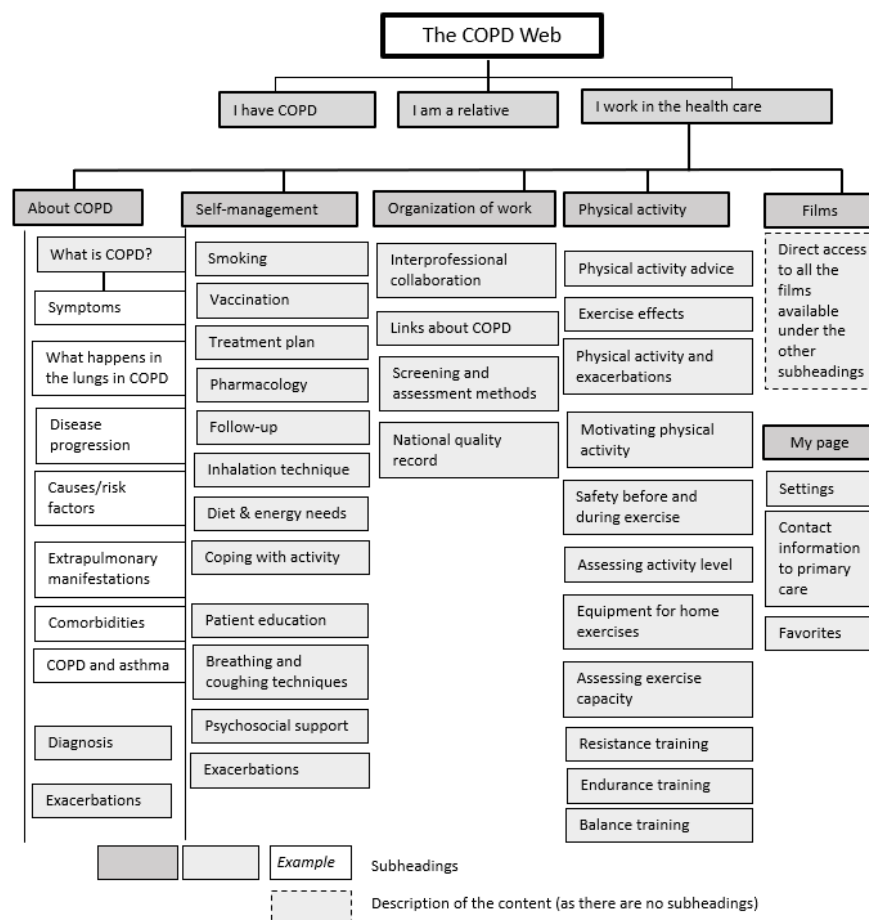 The COPD Web
I have COPD
I am a relative
I work in the health care
About COPD
What is COPD?
Symptoms
What happens in
the lungs in COPD
Disease
progression
Causes/risk
factors
Extrapulmonary
manifestations
Comorbidities
COPD and asthma
Diagnosis
Exacerbations
Self-management
Smoking
Vaccination
Treatment plan
Pharmacology
Follow-up
Inhalation technique
Diet & energy needs
Coping with activity
Patient education
Breathing and
coughing techniques
Psychosocial support
Exacerbations
Organization of work
Interprofessional
collaboration
Links about COPD
Screening and
assessment methods
National quality
record
Physical activity
Physical activity advice
Exercise effects
Physical activity and
exacerbations
Motivating physical
activity
Safety before and
during exercise
Assessing activity level
Equipment for home
exercises
Assessing exercise
capacity
Resistance training
Endurance training
Balance training
Films
Direct access
to all the
films
available
under the
other
subheadings
My page
Settings
Contact
information
to primary
care
Favorites
Example
Subheadings
Description of the content (as there are no subheadings)